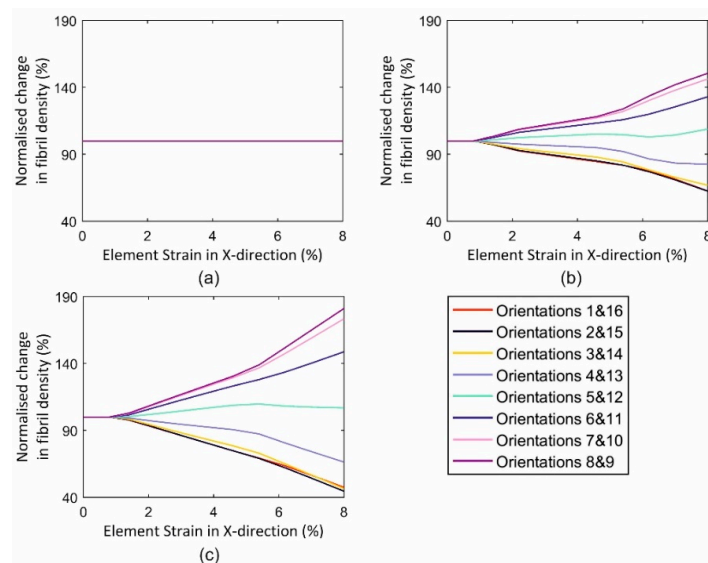 190
140
90
40
Normalised change
in fibril density (%)
0 2 4 6 8
Element Strain in X-direction (%)
(a)
190
140
90
40
Normalised change
in fibril density (%)
0 2 4 6 8
Element Strain in X-direction (%)
(b)
190
140
90
40
Normalised change
in fibril density (%)
0 2 4 6 8
Element Strain in X-direction (%)
(c)
Orientations 1&16
Orientations 2&15
Orientations 3&14
Orientations 4&13
Orientations 5&12
Orientations 6&11
Orientations 7&10
Orientations 8&9